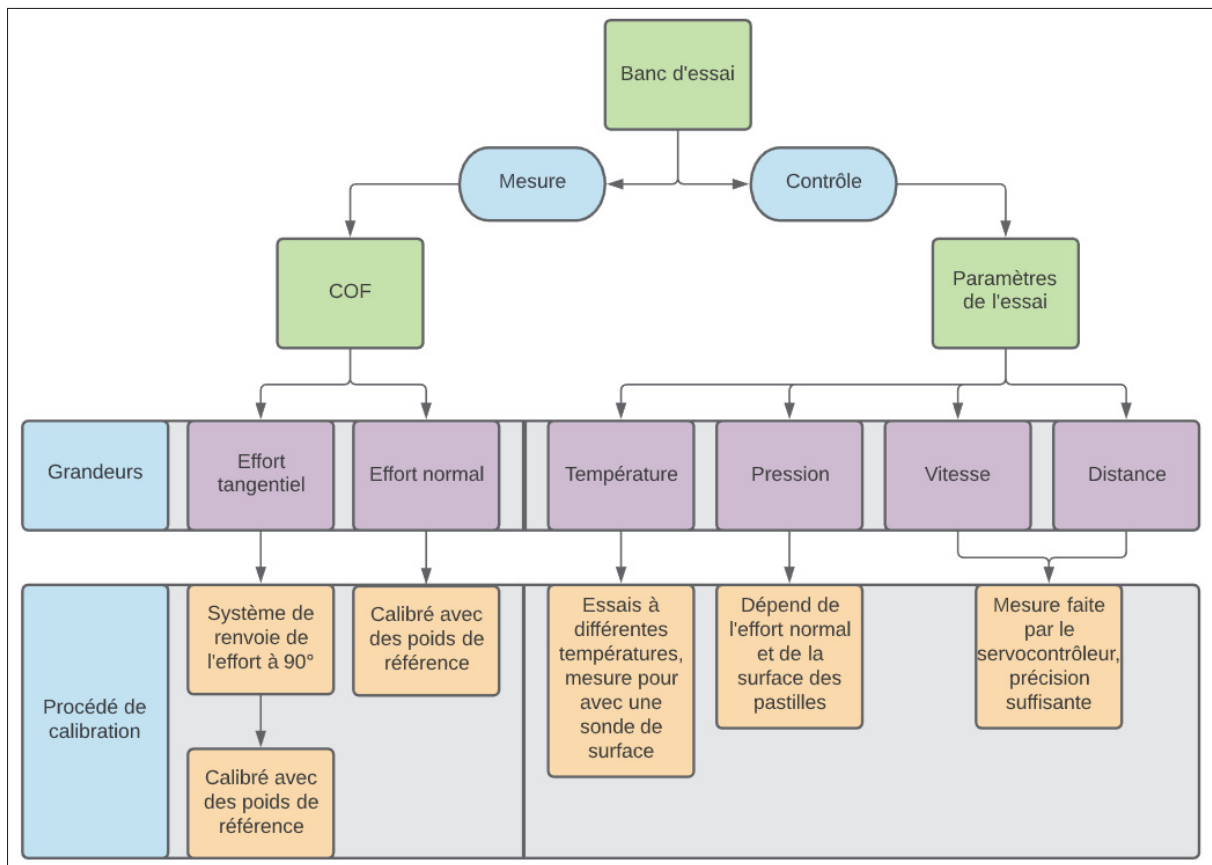 Banc d'essai
Mesure
Contrôle
COF
Paramètres
de l'essai
Grandeurs
Effort
tangentiel
Effort normal
Température
Pression
Vitesse
Distance
Procédé de
calibration
Système de
renvoie de
l'effort à 90°
Calibré avec
des poids de
référence
Calibré avec
des poids de
référence
Essais à
différentes
températures,
mesure pour
avec une
sonde de
surface
Dépend de
l'effort normal
et de la
surface des
pastilles
Mesure faite
par le
servocontrôleur,
précision
suffisante